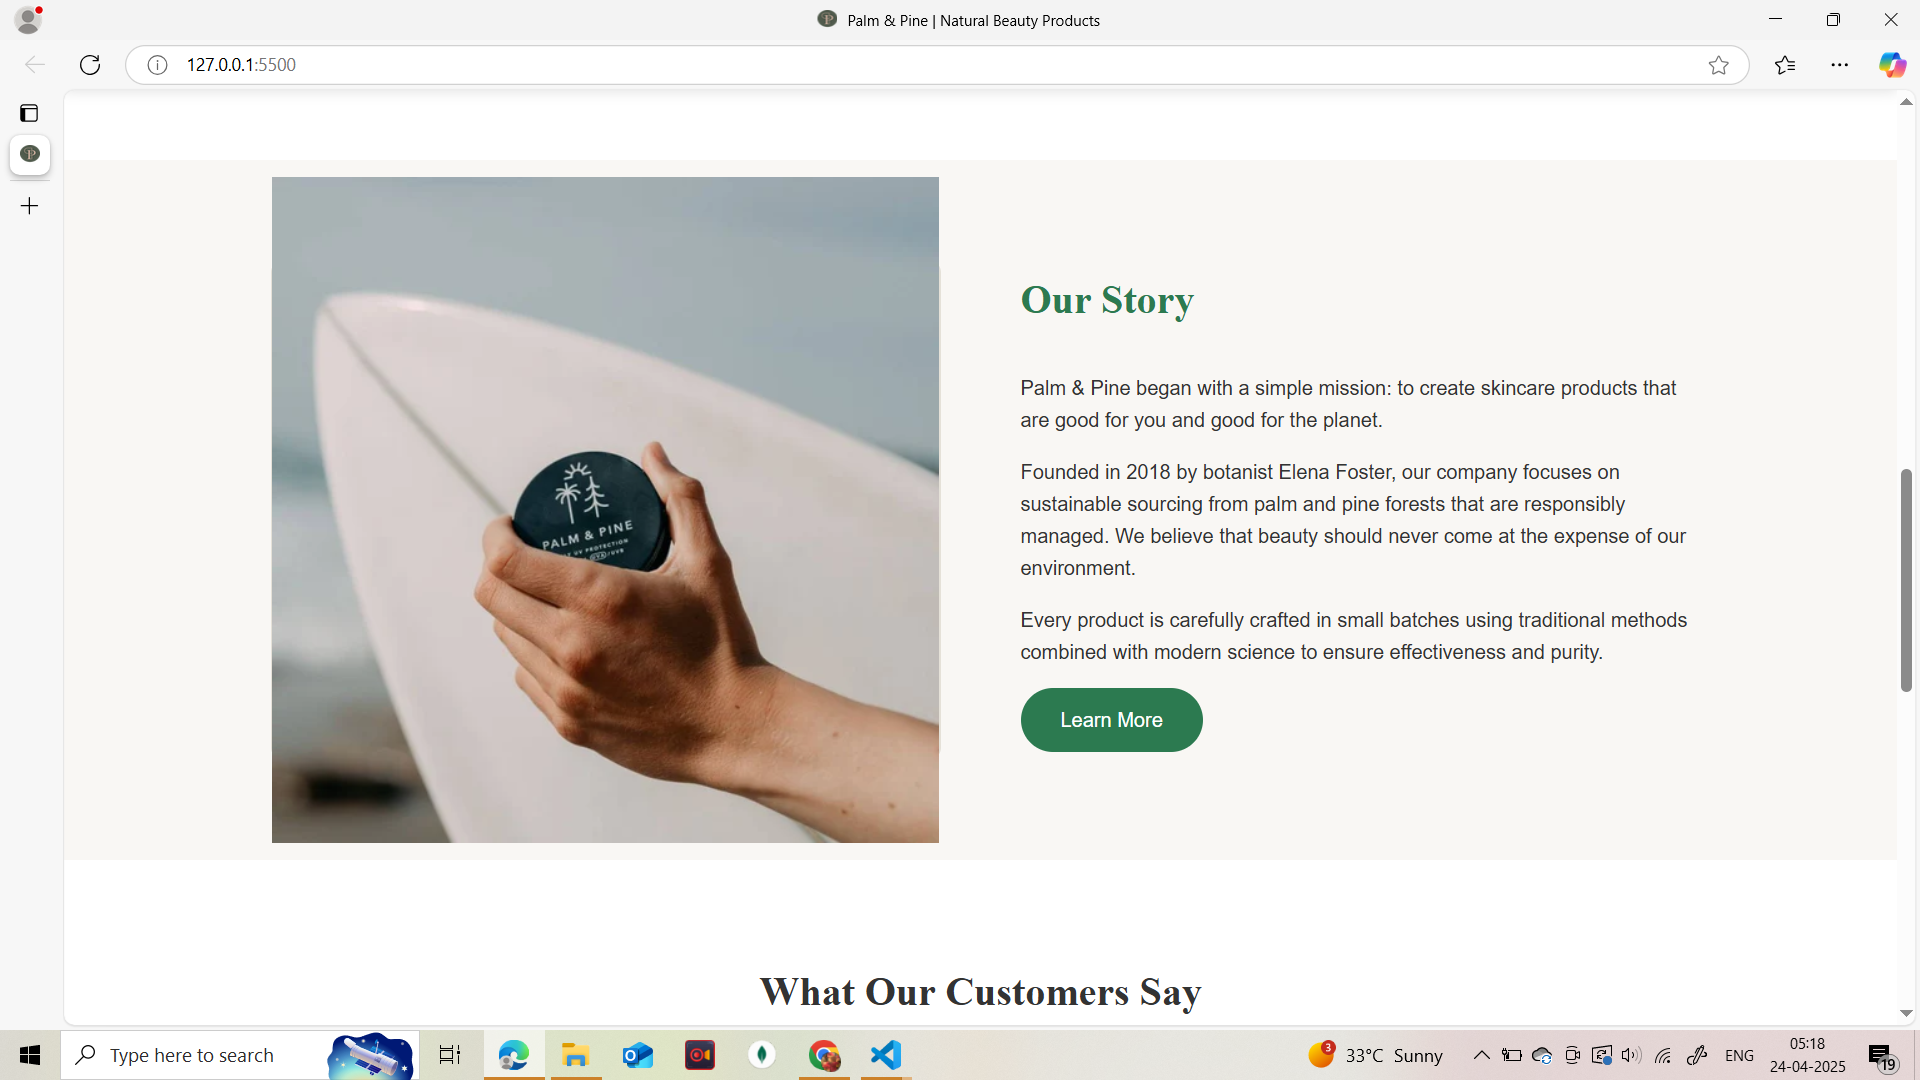 Palm & Pine | Natural Beauty Products
127.0.0.1:5500
Our Story
Palm & Pine began with a simple mission: to create skincare products that
are good for you and good for the planet.
Founded in 2018 by botanist Elena Foster, our company focuses on
sustainable sourcing from palm and pine forests that are responsibly
managed. We believe that beauty should never come at the expense of our
environment.
Every product is carefully crafted in small batches using traditional methods
combined with modern science to ensure effectiveness and purity.
Learn More
PALM & PINE
UV PROTECTION
UVA/UVB
What Our Customers Say
Type here to search
3
33°C Sunny
ENG
05:18
24-04-2025
19